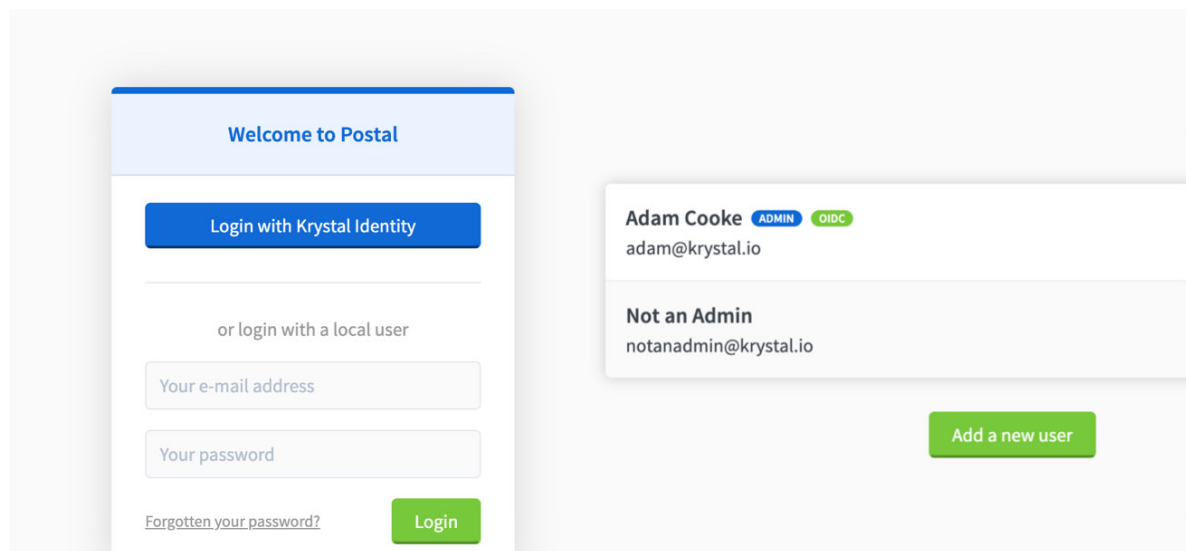 Welcome to Postal
Login with Krystal Identity
or login with a local user
Your e-mail address
Your password
Forgotten your password?
Login
Adam Cooke ADMIN OIDC
adam@krystal.io
Not an Admin
notanadmin@krystal.io
Add a new user